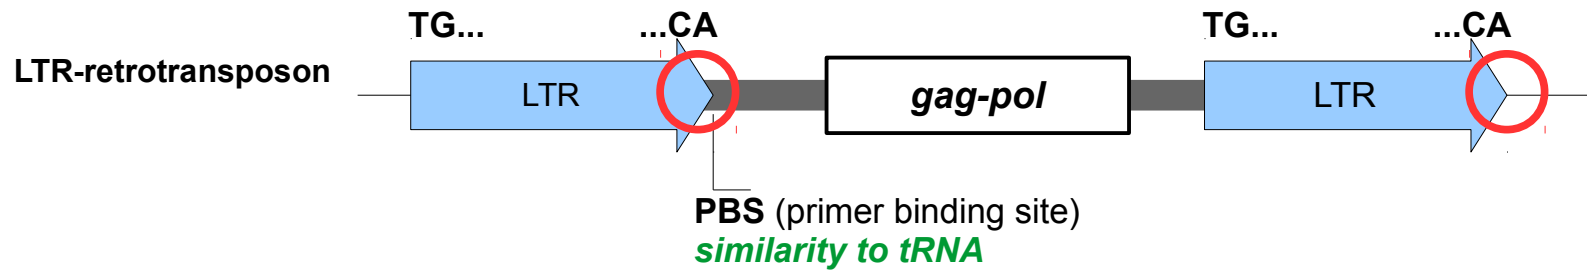 TG... ...CA TG... ...CA
LTR-retrotransposon LTR gag-pol LTR
PBS (primer binding site)
similarity to tRNA